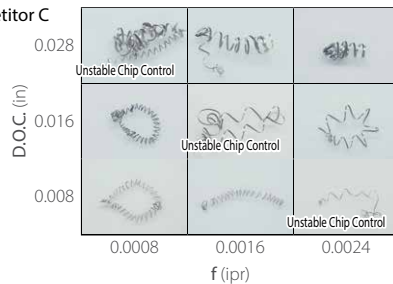 etitor C
0.028
Unstable Chip Control
D.O.C. (in)
0.016
Unstable Chip Control
0.008
Unstable Chip Control
0.0008 0.0016 0.0024
f (ipr)